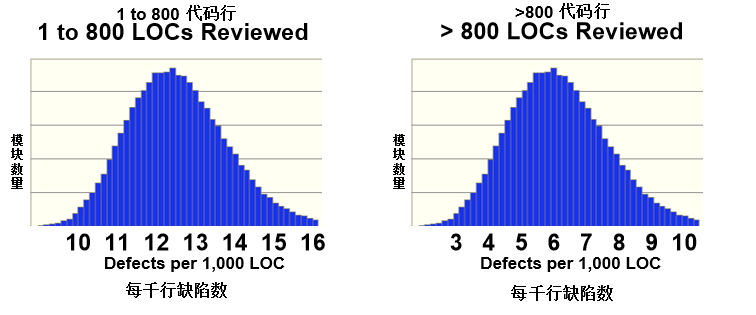 1 to 800 代码行
1 to 800 LOCs Reviewed
模块数量
10 11 12 13 14 15 16
Defects per 1,000 LOC
每千行缺陷数
>800 代码行
> 800 LOCs Reviewed
模块数量
3 4 5 6 7 8 9 10
Defects per 1,000 LOC
每千行缺陷数